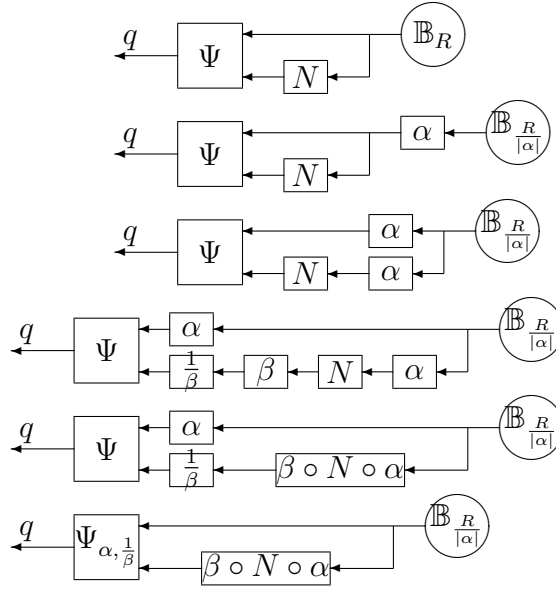 q Ψ N 𝔹_R
q Ψ N α 𝔹_{R/|α|}
q Ψ α N α 𝔹_{R/|α|}
q Ψ α 1/β β N α 𝔹_{R/|α|}
q Ψ α 1/β β ∘ N ∘ α 𝔹_{R/|α|}
q Ψ_{α, 1/β} β ∘ N ∘ α 𝔹_{R/|α|}